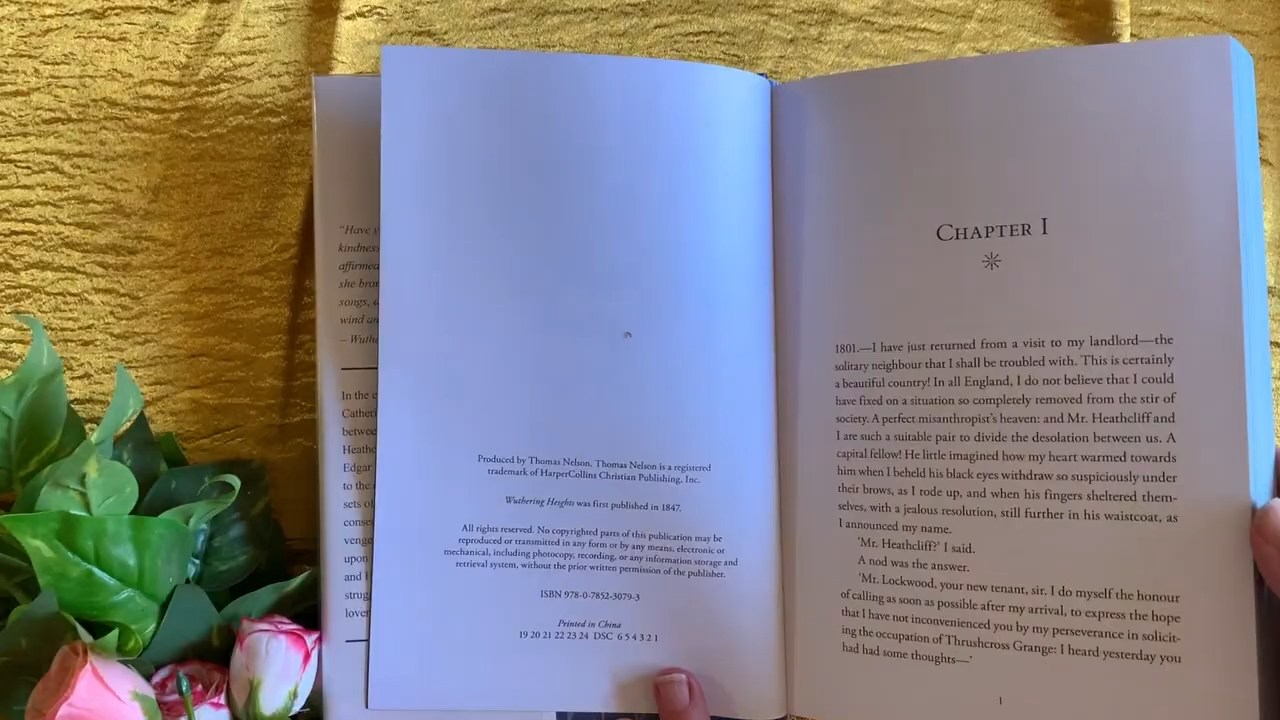 "Have y
kindness
affirmed
she bro
songs, a
wind an
– Wuthe
In the e
Catheri
between
Heathc
Edgar
to the
sets of
conse
venge
upon
and H
strug
lover
Produced by Thomas Nelson. Thomas Nelson is a registered
trademark of HarperCollins Christian Publishing, Inc.
Wuthering Heights was first published in 1847.
All rights reserved. No copyrighted parts of this publication may be
reproduced or transmitted in any form or by any means, electronic or
mechanical, including photocopy, recording, or any information storage and
retrieval system, without the prior written permission of the publisher.
ISBN 978-0-7852-3079-3
Printed in China
19 20 21 22 23 24 DSC 6 5 4 3 2 1
CHAPTER I
1801.—I have just returned from a visit to my landlord—the
solitary neighbour that I shall be troubled with. This is certainly
a beautiful country! In all England, I do not believe that I could
have fixed on a situation so completely removed from the stir of
society. A perfect misanthropist's heaven: and Mr. Heathcliff and
I are such a suitable pair to divide the desolation between us. A
capital fellow! He little imagined how my heart warmed towards
him when I beheld his black eyes withdraw so suspiciously under
their brows, as I rode up, and when his fingers sheltered them-
selves, with a jealous resolution, still further in his waistcoat, as
I announced my name.
'Mr. Heathcliff?' I said.
A nod was the answer.
'Mr. Lockwood, your new tenant, sir. I do myself the honour
of calling as soon as possible after my arrival, to express the hope
that I have not inconvenienced you by my perseverance in solicit-
ing the occupation of Thrushcross Grange: I heard yesterday you
had had some thoughts—'
1